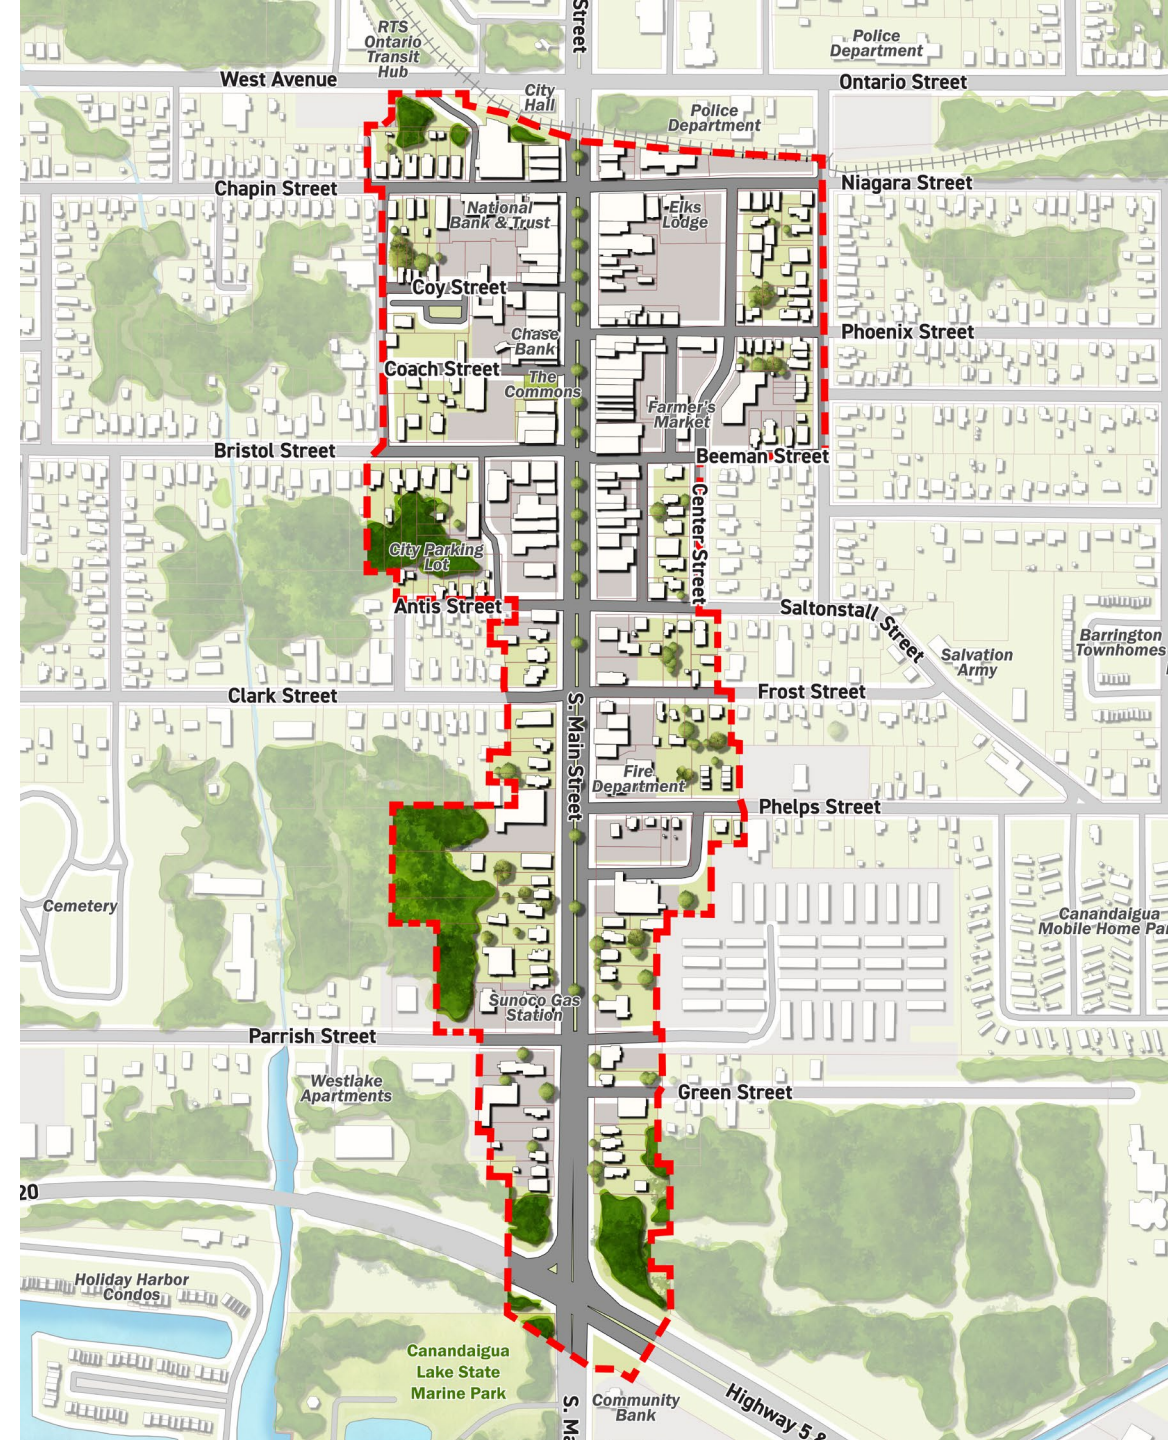 Street
RTS
Ontario
Transit
Hub
Police
Department
West Avenue
Ontario Street
City
Hall
Police
Department
Chapin Street
Niagara Street
National
Bank & Trust
Elks
Lodge
Coy Street
Phoenix Street
Chase
Bank
Coach Street
The
Commons
Farmer's
Market
Bristol Street
Beeman Street
Center Street
City Parking
Lot
Antis Street
Saltonstall Street
Barrington
Townhomes
Salvation
Army
Clark Street
S. Main Street
Frost Street
Fire
Department
Phelps Street
Cemetery
Canandaigua
Mobile Home Pa
Sunoco Gas
Station
Parrish Street
Westlake
Apartments
Green Street
20
Holiday Harbor
Condos
Canandaigua
Lake State
Marine Park
Community
Bank
Highway 5 &
S. Ma